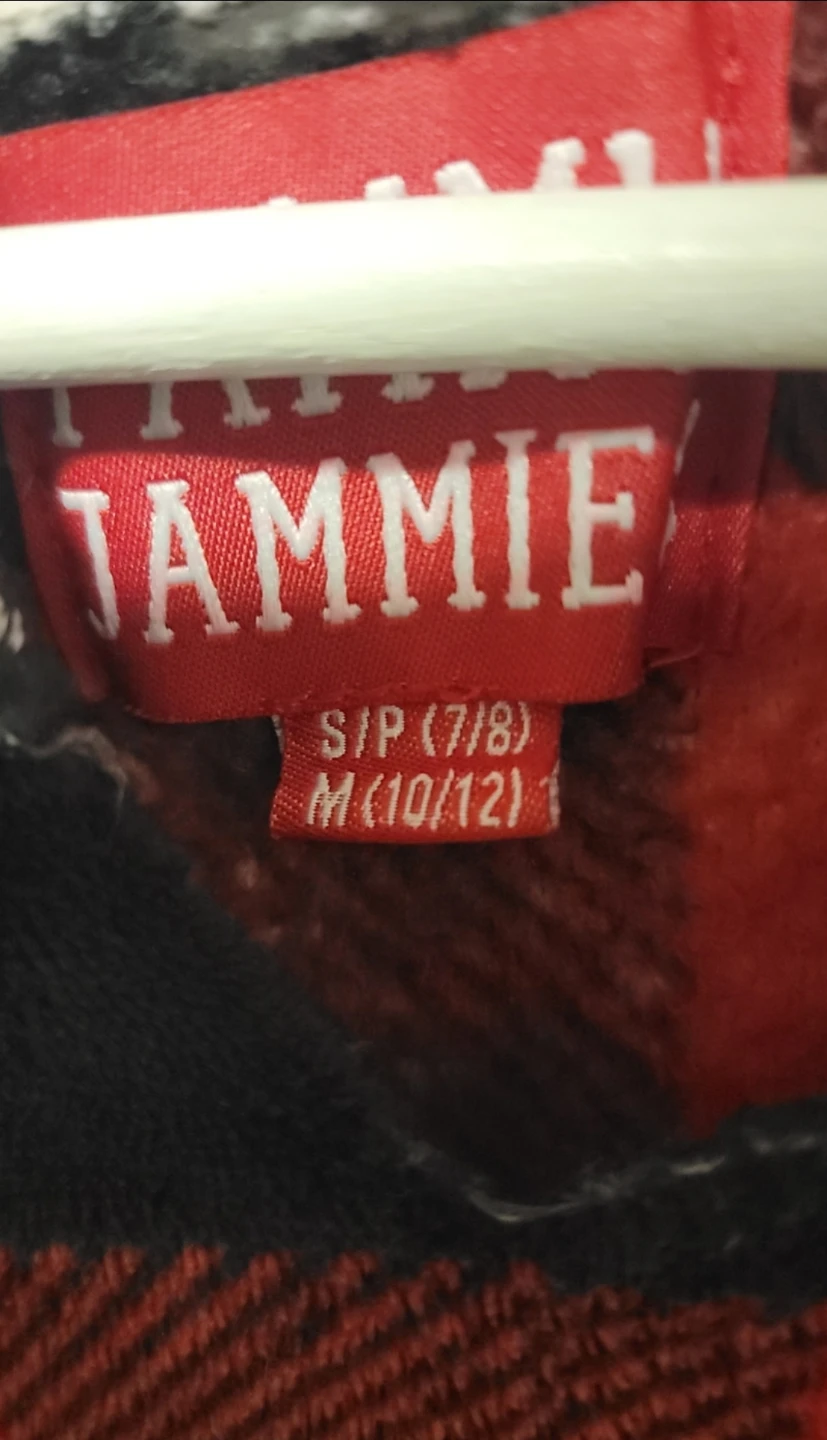 JAMMIE
S/P (7/8)
M (10/12)